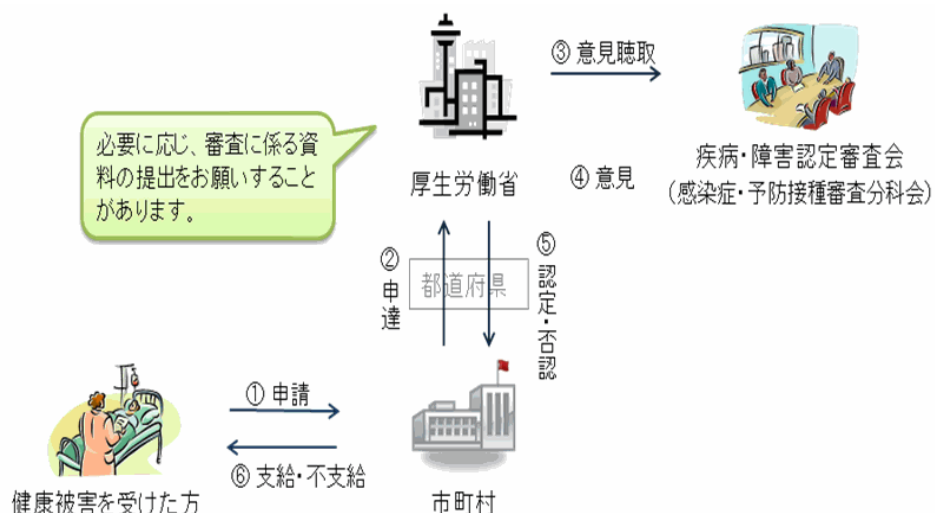 ③ 意見聴取
必要に応じ、審査に係る資
料の提出をお願いすること
があります。
厚生労働省
④ 意見
疾病・障害認定審査会
(感染症・予防接種審査分科会)
②申達
都道府県
⑤認定・否認
① 申請
⑥ 支給・不支給
健康被害を受けた方
市町村